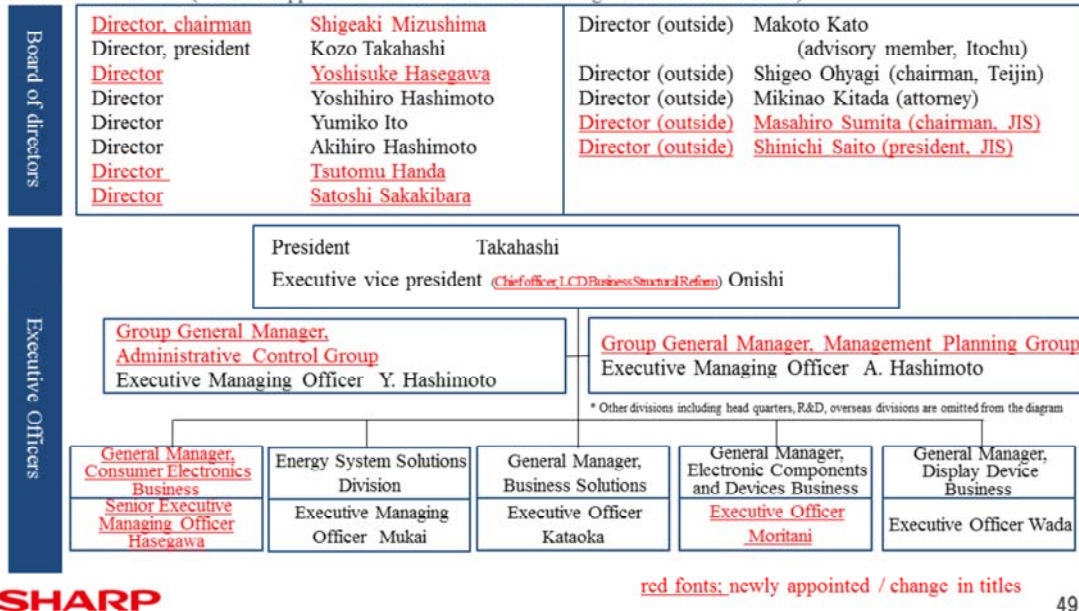 Board of directors
Director, chairman Shigeaki Mizushima
Director, president Kozo Takahashi
Director Yoshisuke Hasegawa
Director Yoshihiro Hashimoto
Director Yumiko Ito
Director Akihiro Hashimoto
Director Tsutomu Handa
Director Satoshi Sakakibara
Director (outside) Makoto Kato
(advisory member, Itochu)
Director (outside) Shigeo Ohyagi (chairman, Teijin)
Director (outside) Mikinao Kitada (attorney)
Director (outside) Masahiro Sumita (chairman, JIS)
Director (outside) Shinichi Saito (president, JIS)
Executive Officers
President Takahashi
Executive vice president (Chief officer, LCD Business Structural Reform) Onishi
Group General Manager,
Administrative Control Group
Executive Managing Officer Y. Hashimoto
Group General Manager, Management Planning Group
Executive Managing Officer A. Hashimoto
* Other divisions including head quarters, R&D, overseas divisions are omitted from the diagram
General Manager,
Consumer Electronics
Business
Senior Executive
Managing Officer
Hasegawa
Energy System Solutions
Division
Executive Managing
Officer Mukai
General Manager,
Business Solutions
Executive Officer
Kataoka
General Manager,
Electronic Components
and Devices Business
Executive Officer
Moritani
General Manager,
Display Device
Business
Executive Officer Wada
red fonts; newly appointed / change in titles
SHARP
49